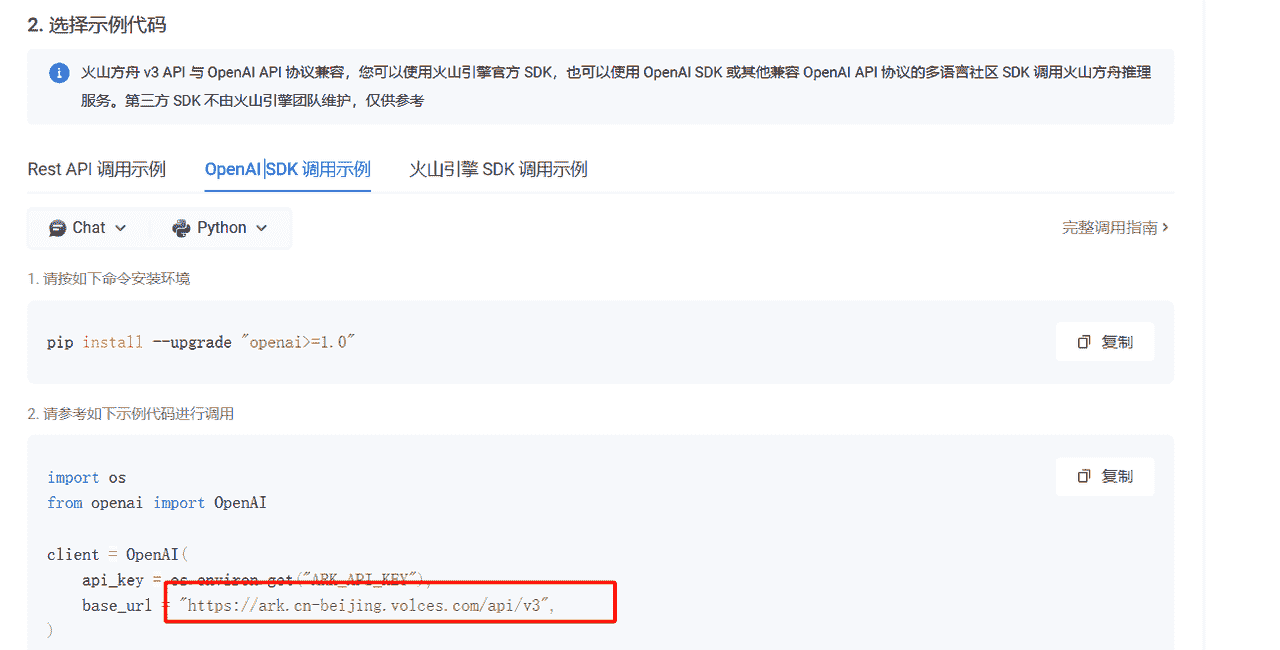 2. 选择示例代码
火山方舟 v3 API 与 OpenAI API 协议兼容，您可以使用火山引擎官方 SDK，也可以使用 OpenAI SDK 或其他兼容 OpenAI API 协议的多语言社区 SDK 调用火山方舟推理
服务。第三方 SDK 不由火山引擎团队维护，仅供参考
Rest API 调用示例 OpenAI SDK 调用示例 火山引擎 SDK 调用示例
Chat Python 完整调用指南
1. 请按如下命令安装环境
pip install --upgrade "openai>=1.0" 复制
2. 请参考如下示例代码进行调用
复制
import os
from openai import OpenAI
client = OpenAI(
api_key = os.environ.get("ARK_API_KEY"),
base_url = "https://ark.cn-beijing.volces.com/api/v3",
)